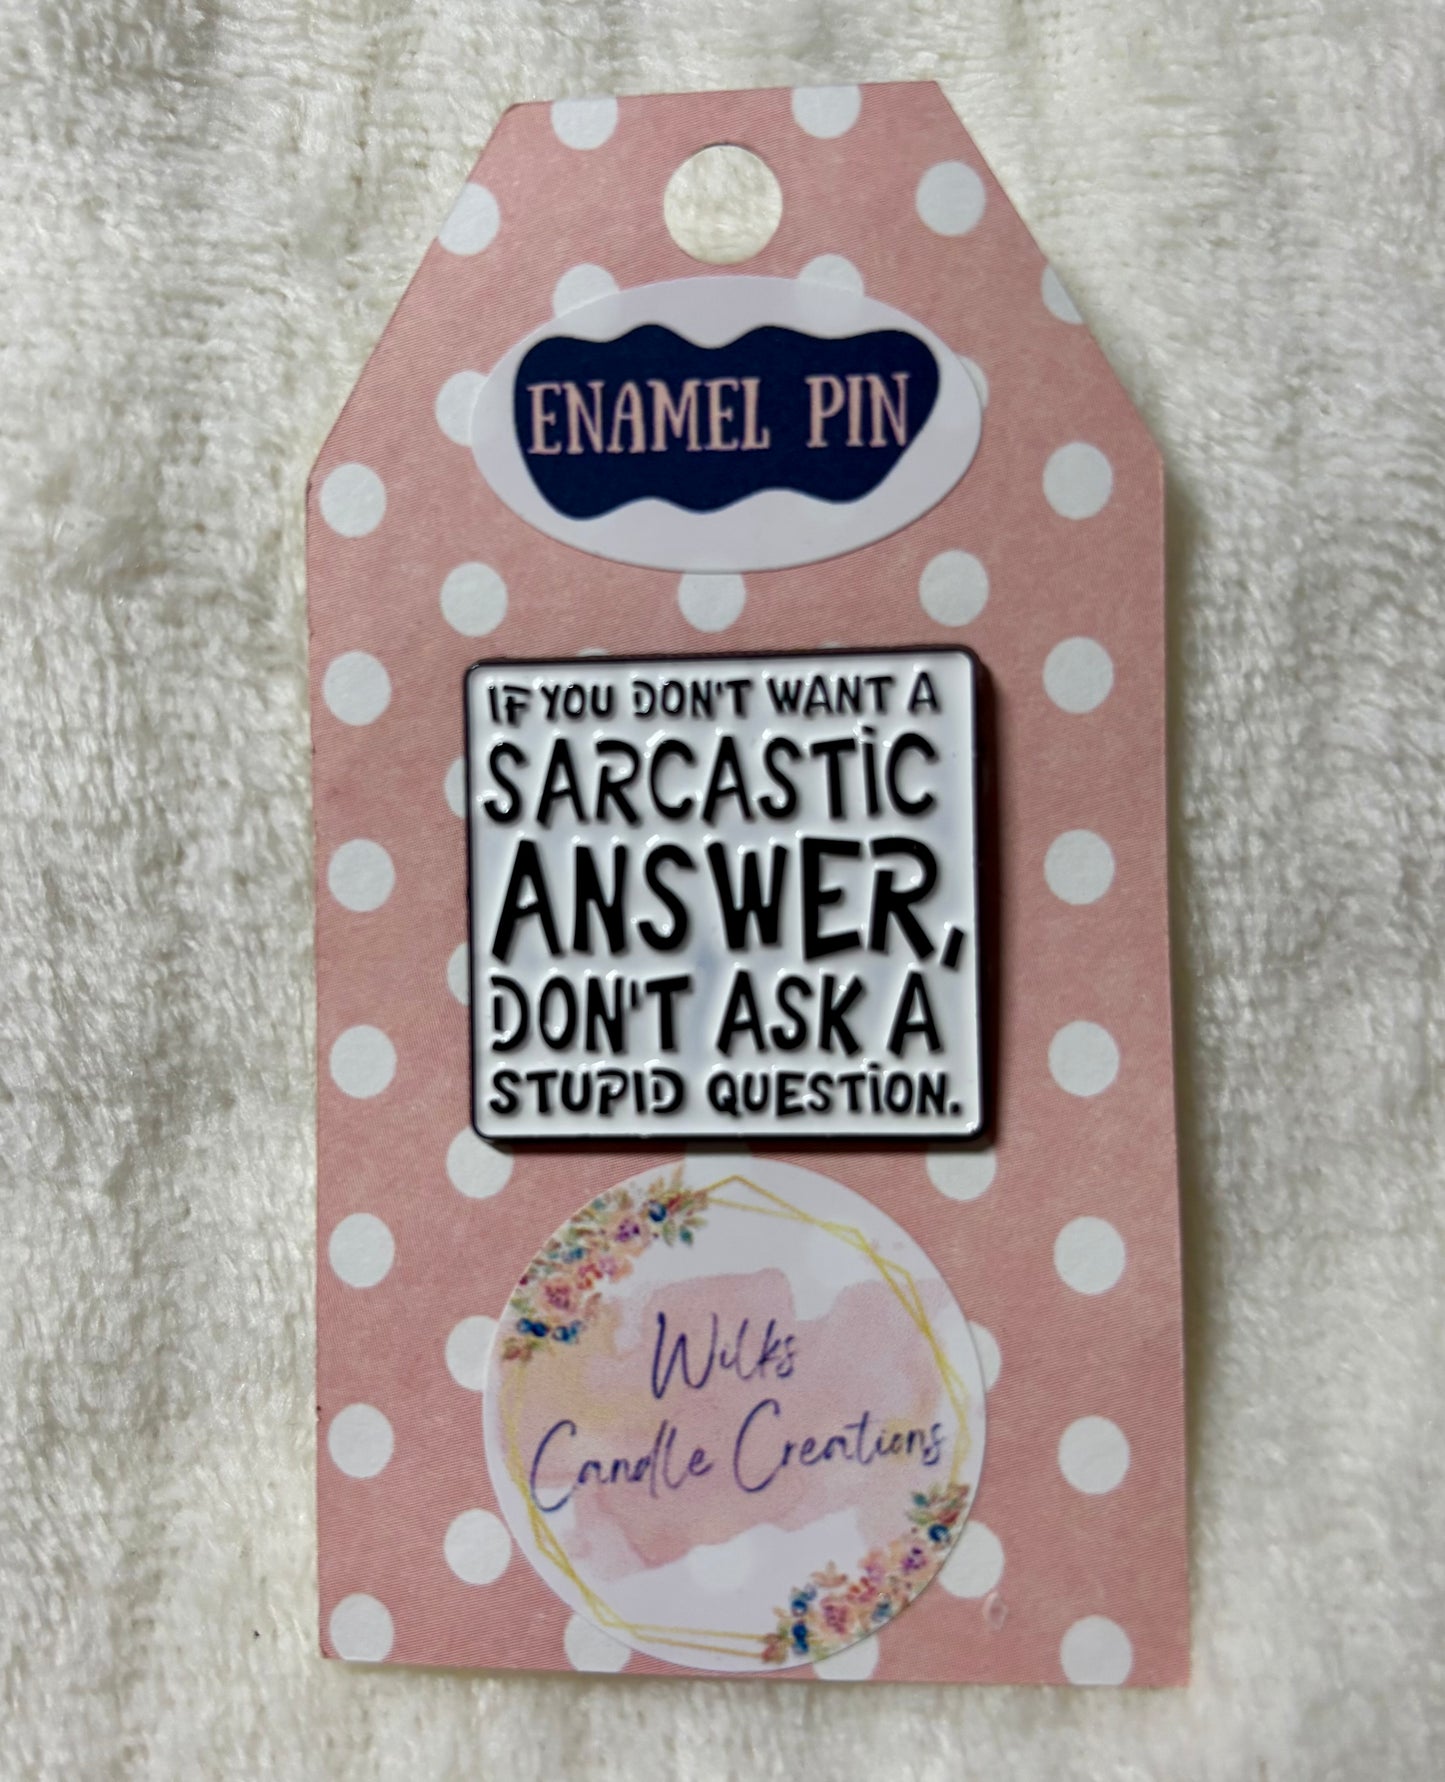 ENAMEL PIN
IF YOU DON'T WANT A
SARCASTIC
ANSWER,
DON'T ASK A
STUPID QUESTION.
Wilks
Candle Creations